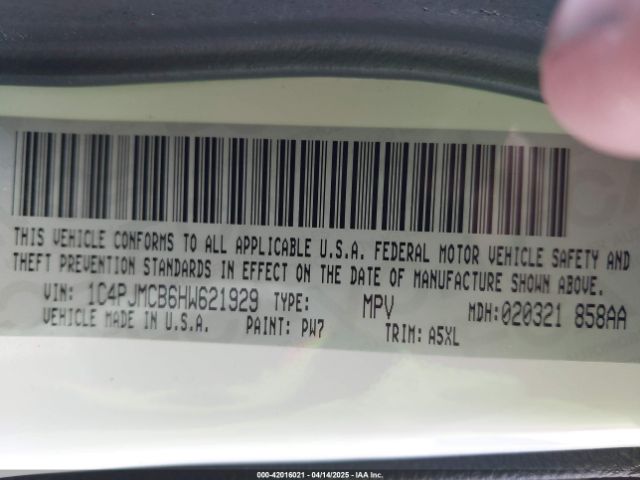 THIS VEHICLE CONFORMS TO ALL APPLICABLE U.S.A. FEDERAL MOTOR VEHICLE SAFETY AND
THEFT PREVENTION STANDARDS IN EFFECT ON THE DATE OF MANUFACTURE SHOWN ABOVE.
VIN: 1C4PJMCB6HW621929 TYPE: MPV MDH:020321 858AA
VEHICLE MADE IN U.S.A. PAINT: PW7 TRIM: A5XL
000-42016021 - 04/14/2025 - IAA Inc.